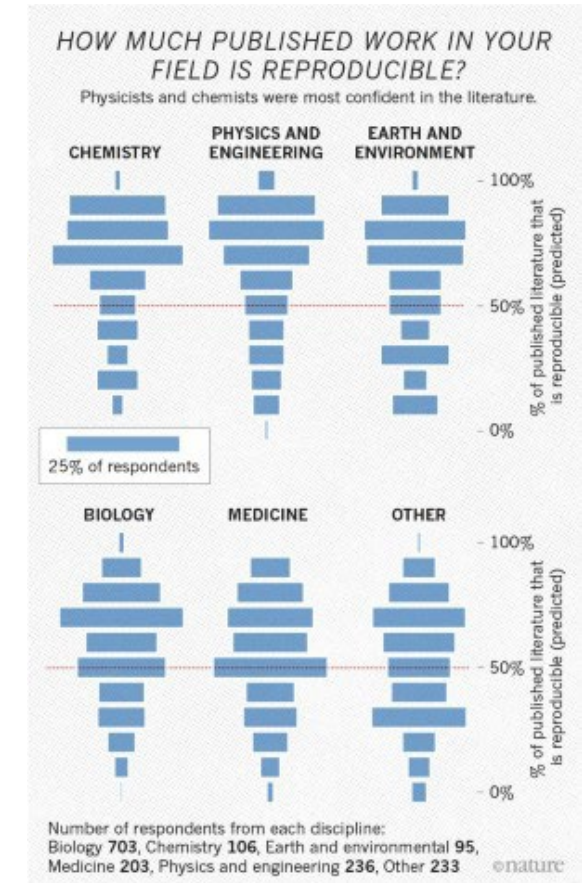 HOW MUCH PUBLISHED WORK IN YOUR
FIELD IS REPRODUCIBLE?
Physicists and chemists were most confident in the literature.
CHEMISTRY
PHYSICS AND
ENGINEERING
EARTH AND
ENVIRONMENT
100%
50%
0%
% of published literature that
is reproducible (predicted)
25% of respondents
BIOLOGY
MEDICINE
OTHER
100%
50%
0%
% of published literature that
is reproducible (predicted)
Number of respondents from each discipline:
Biology 703, Chemistry 106, Earth and environmental 95,
Medicine 203, Physics and engineering 236, Other 233
©nature